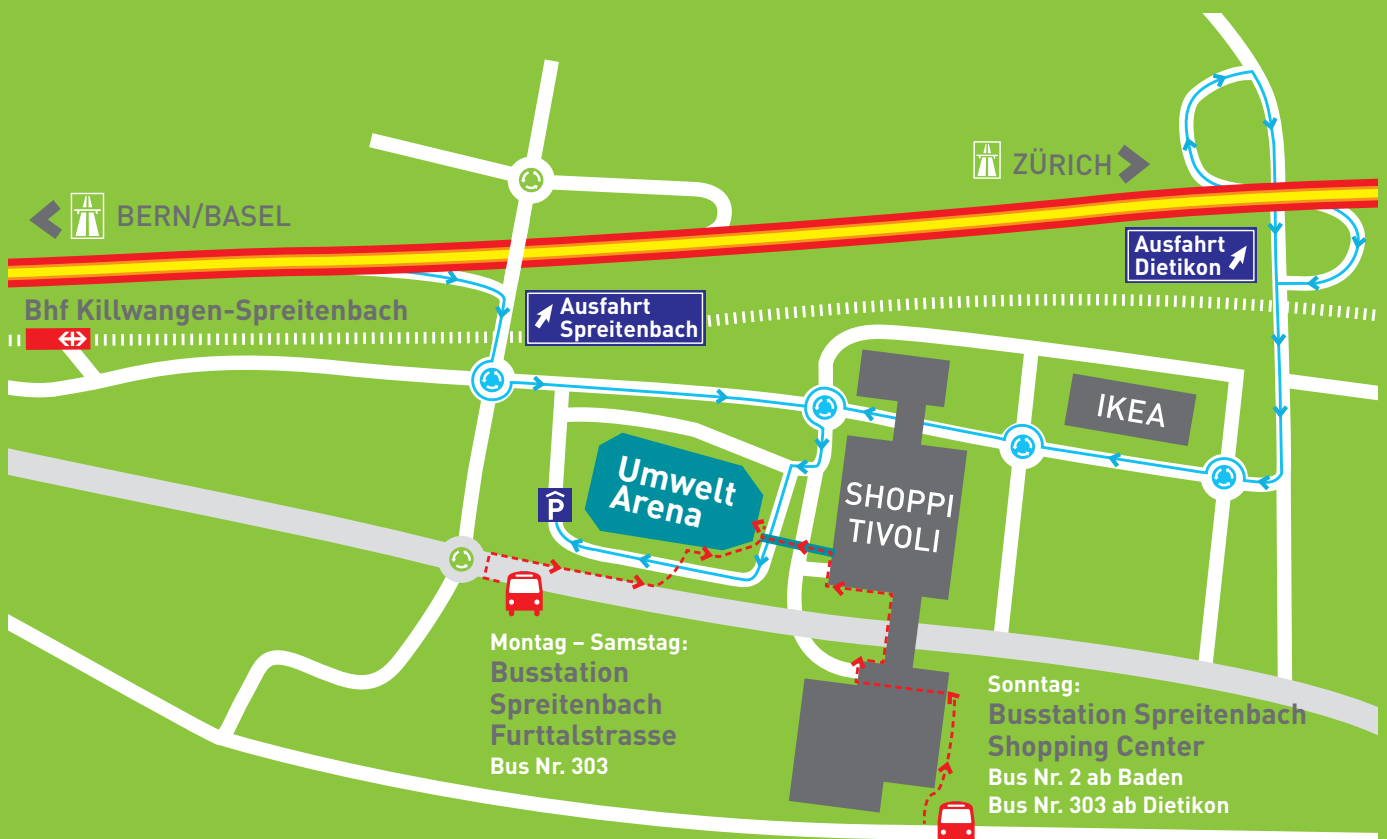 ZÜRICH
BERN/BASEL
Ausfahrt
Dietikon
Bhf Killwangen-Spreitenbach
Ausfahrt
Spreitenbach
IKEA
Umwelt
Arena
SHOPPI
TIVOLI
P
Montag – Samstag:
Busstation
Spreitenbach
Furttalstrasse
Bus Nr. 303
Sonntag:
Busstation Spreitenbach
Shopping Center
Bus Nr. 2 ab Baden
Bus Nr. 303 ab Dietikon